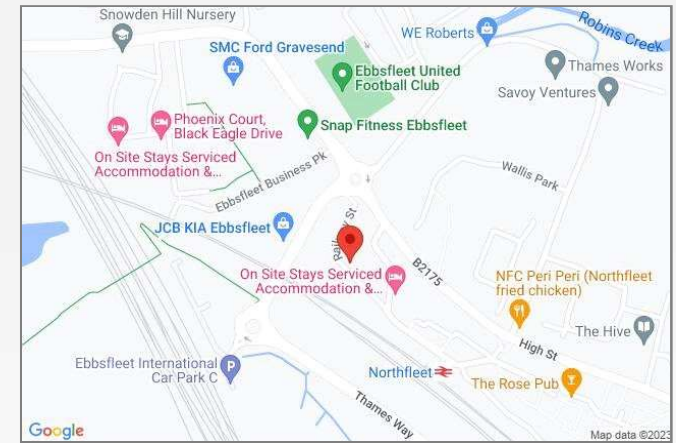 Snowden Hill Nursery
WE Roberts
Robins Creek
SMC Ford Gravesend
Thames Works
Ebbsfleet United
Football Club
Savoy Ventures
Phoenix Court,
Black Eagle Drive
Snap Fitness Ebbsfleet
On Site Stays Serviced
Accommodation &...
Wallis Park
Ebbsfleet Business Pk
JCB KIA Ebbsfleet
B2175
On Site Stays Serviced
Accommodation &...
NFC Peri Peri (Northfleet
fried chicken)
The Hive
High St
Ebbsfleet International
Car Park C
P
Northfleet
The Rose Pub
Thames Way
Google
Map data ©2023